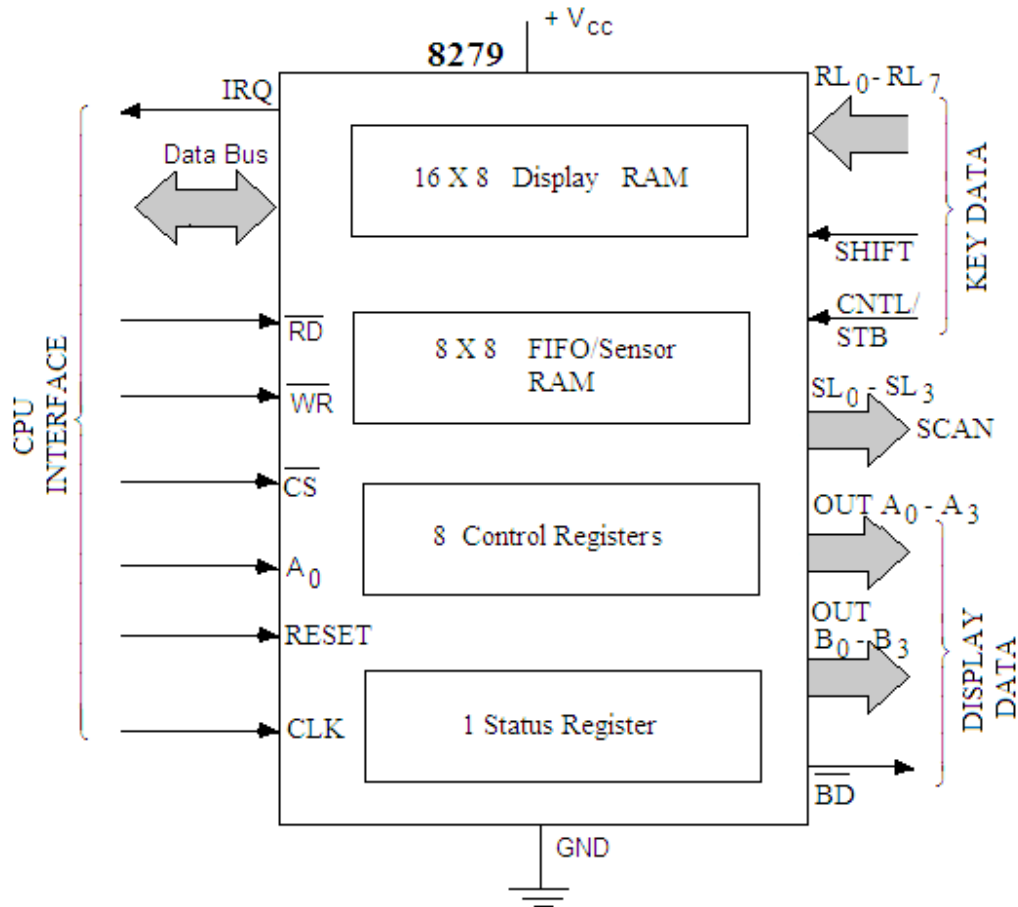 + Vcc
8279
IRQ
Data Bus
RD
WR
CS
A0
RESET
CLK
CPU
INTERFACE
16 X 8 Display RAM
8 X 8 FIFO/Sensor
RAM
8 Control Registers
1 Status Register
RL0 - RL7
SHIFT
CNTL/
STB
KEY DATA
SL0 - SL3
SCAN
OUT A0 - A3
OUT
B0 - B3
BD
DISPLAY
DATA
GND